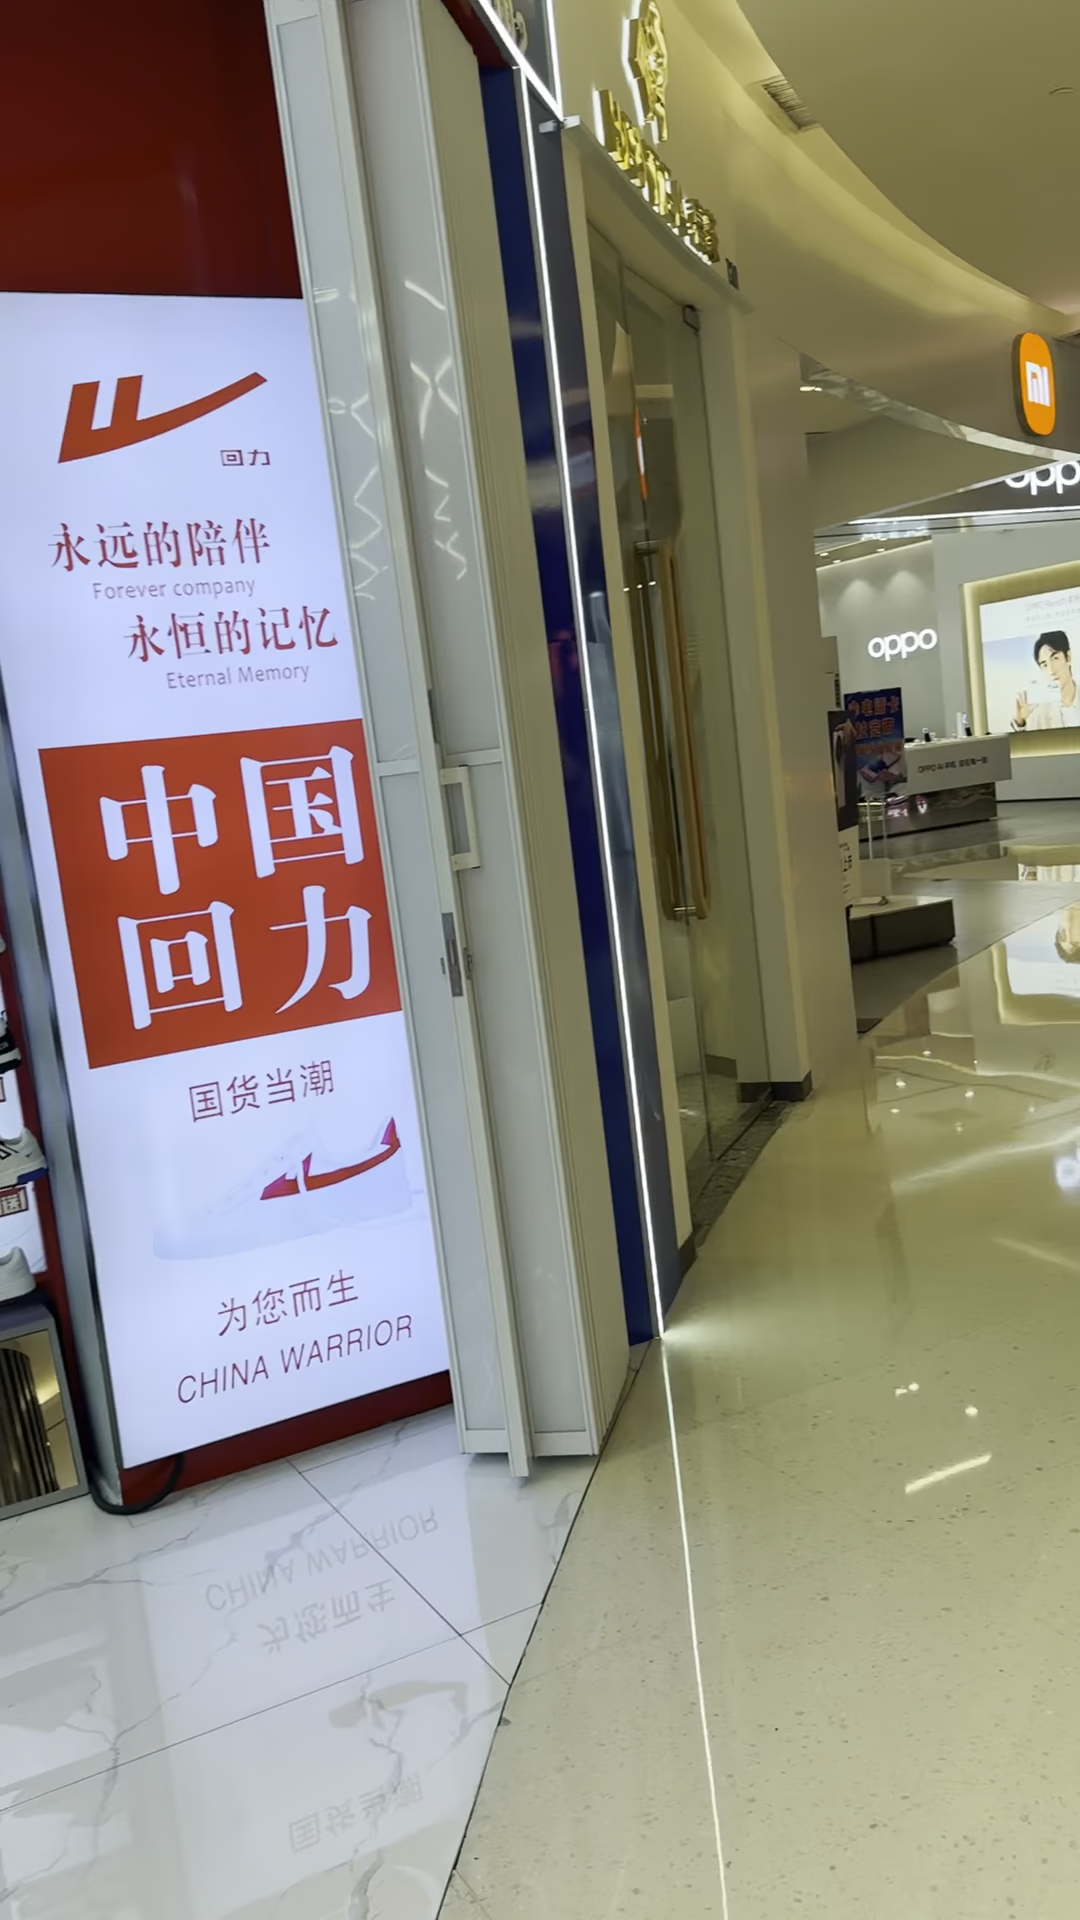 回力
永远的陪伴
Forever company
永恒的记忆
Eternal Memory
中国
回力
国货当潮
为您而生
CHINA WARRIOR
MI
oppo
oppo